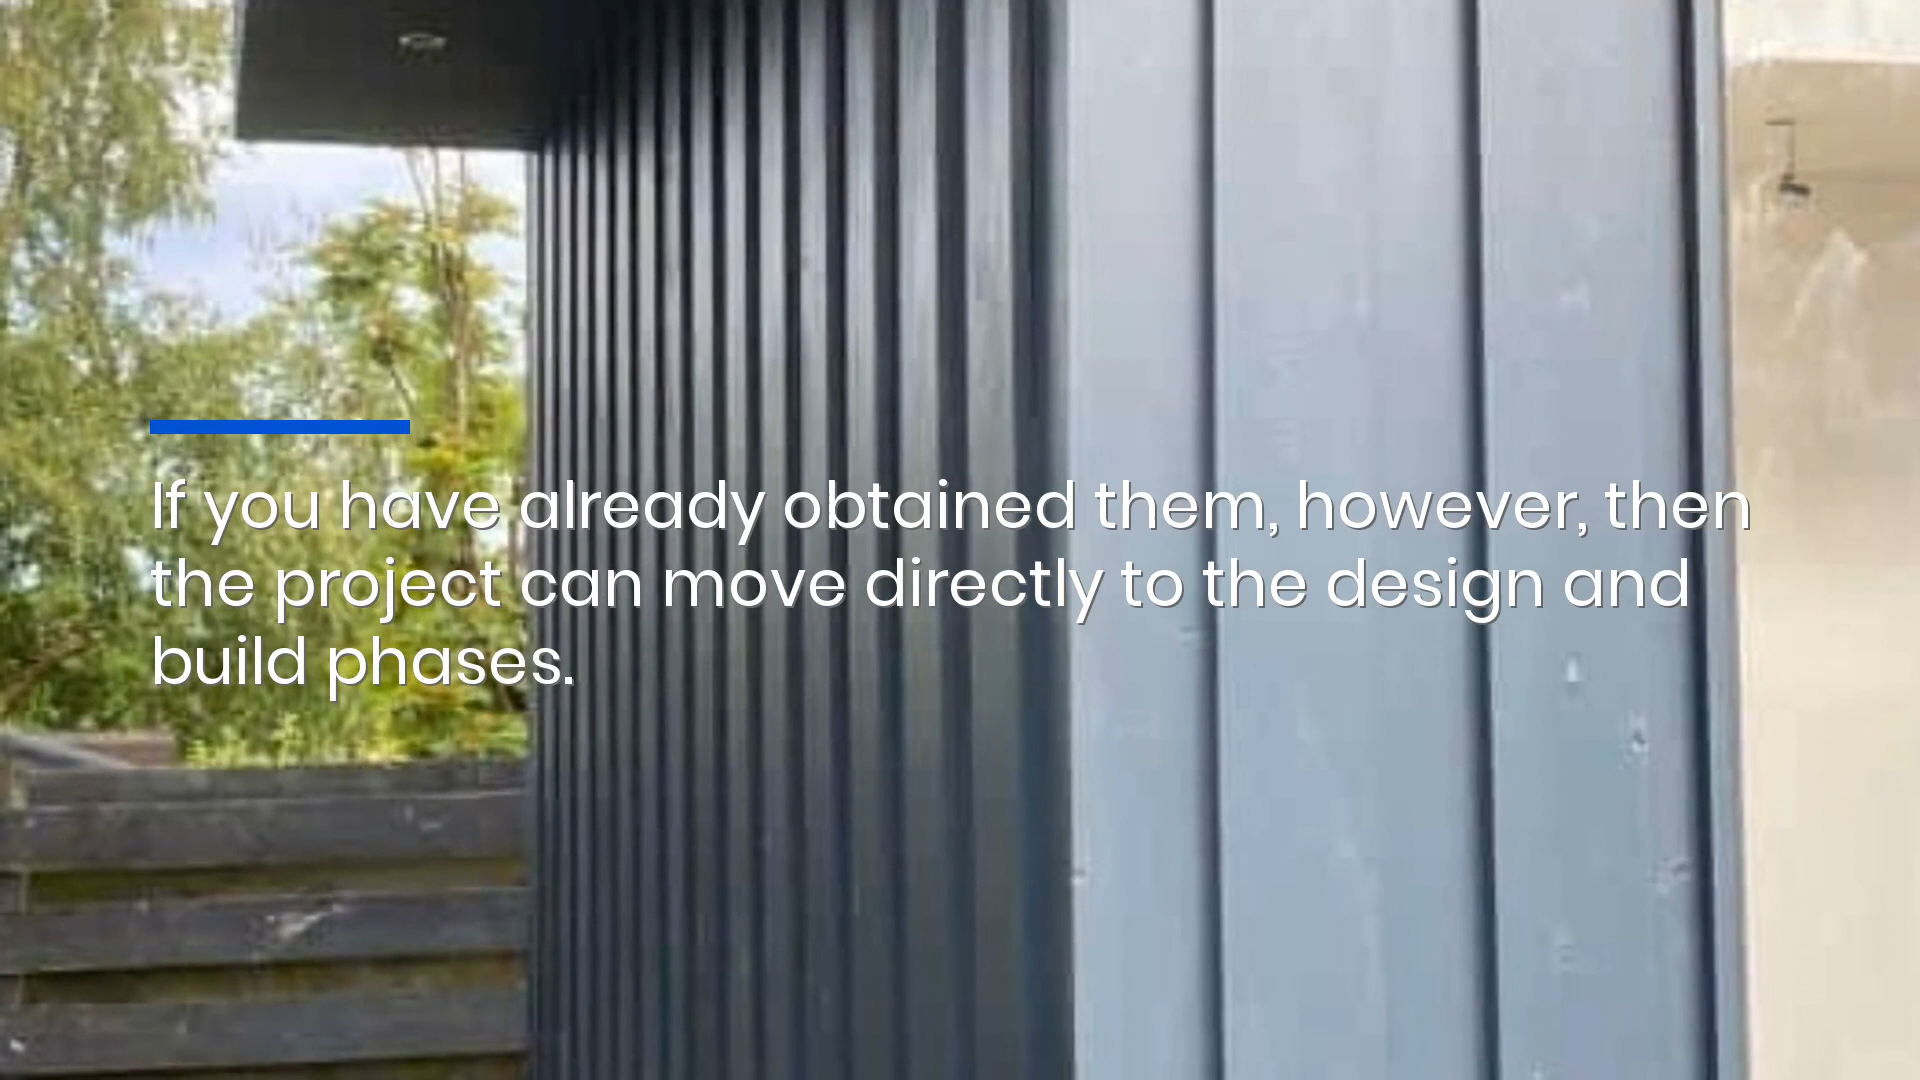 If you have already obtained them, however, then
the project can move directly to the design and
build phases.